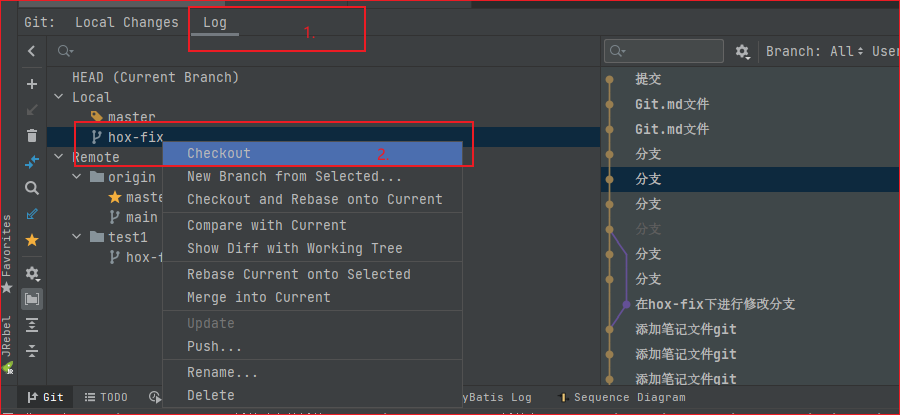 Git: Local Changes Log
1.
Branch: All User
HEAD (Current Branch)
Local
master
hox-fix
Remote
origin
maste
main
test1
hox-f
Checkout
2.
New Branch from Selected...
Checkout and Rebase onto Current
Compare with Current
Show Diff with Working Tree
Rebase Current onto Selected
Merge into Current
Update
Push...
Rename...
Delete
提交
Git.md文件
Git.md文件
分支
分支
分支
分支
分支
分支
在hox-fix下进行修改分支
添加笔记文件git
添加笔记文件git
添加笔记文件git
Favorites
JRebel
Git TODO yBatis Log Sequence Diagram